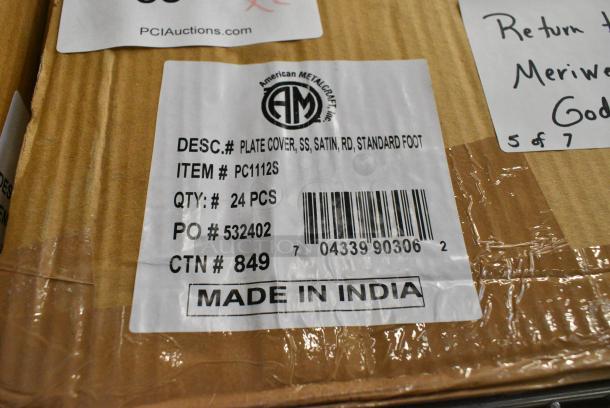 PCIAuctions.com
Return
Meriwe
God
5 of 7
American METALCRAFT, Inc.
AM
DESC.# PLATE COVER, SS, SATIN, RD, STANDARD FOOT
ITEM # PC1112S
QTY: # 24 PCS
PO # 532402
CTN # 849
7 04339 90306 2
MADE IN INDIA